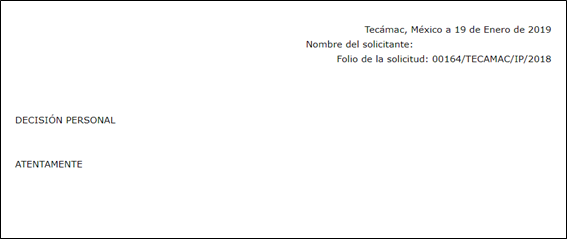 Tecámac, México a 19 de Enero de 2019
Nombre del solicitante:
Folio de la solicitud: 00164/TECAMAC/IP/2018
DECISIÓN PERSONAL
ATENTAMENTE